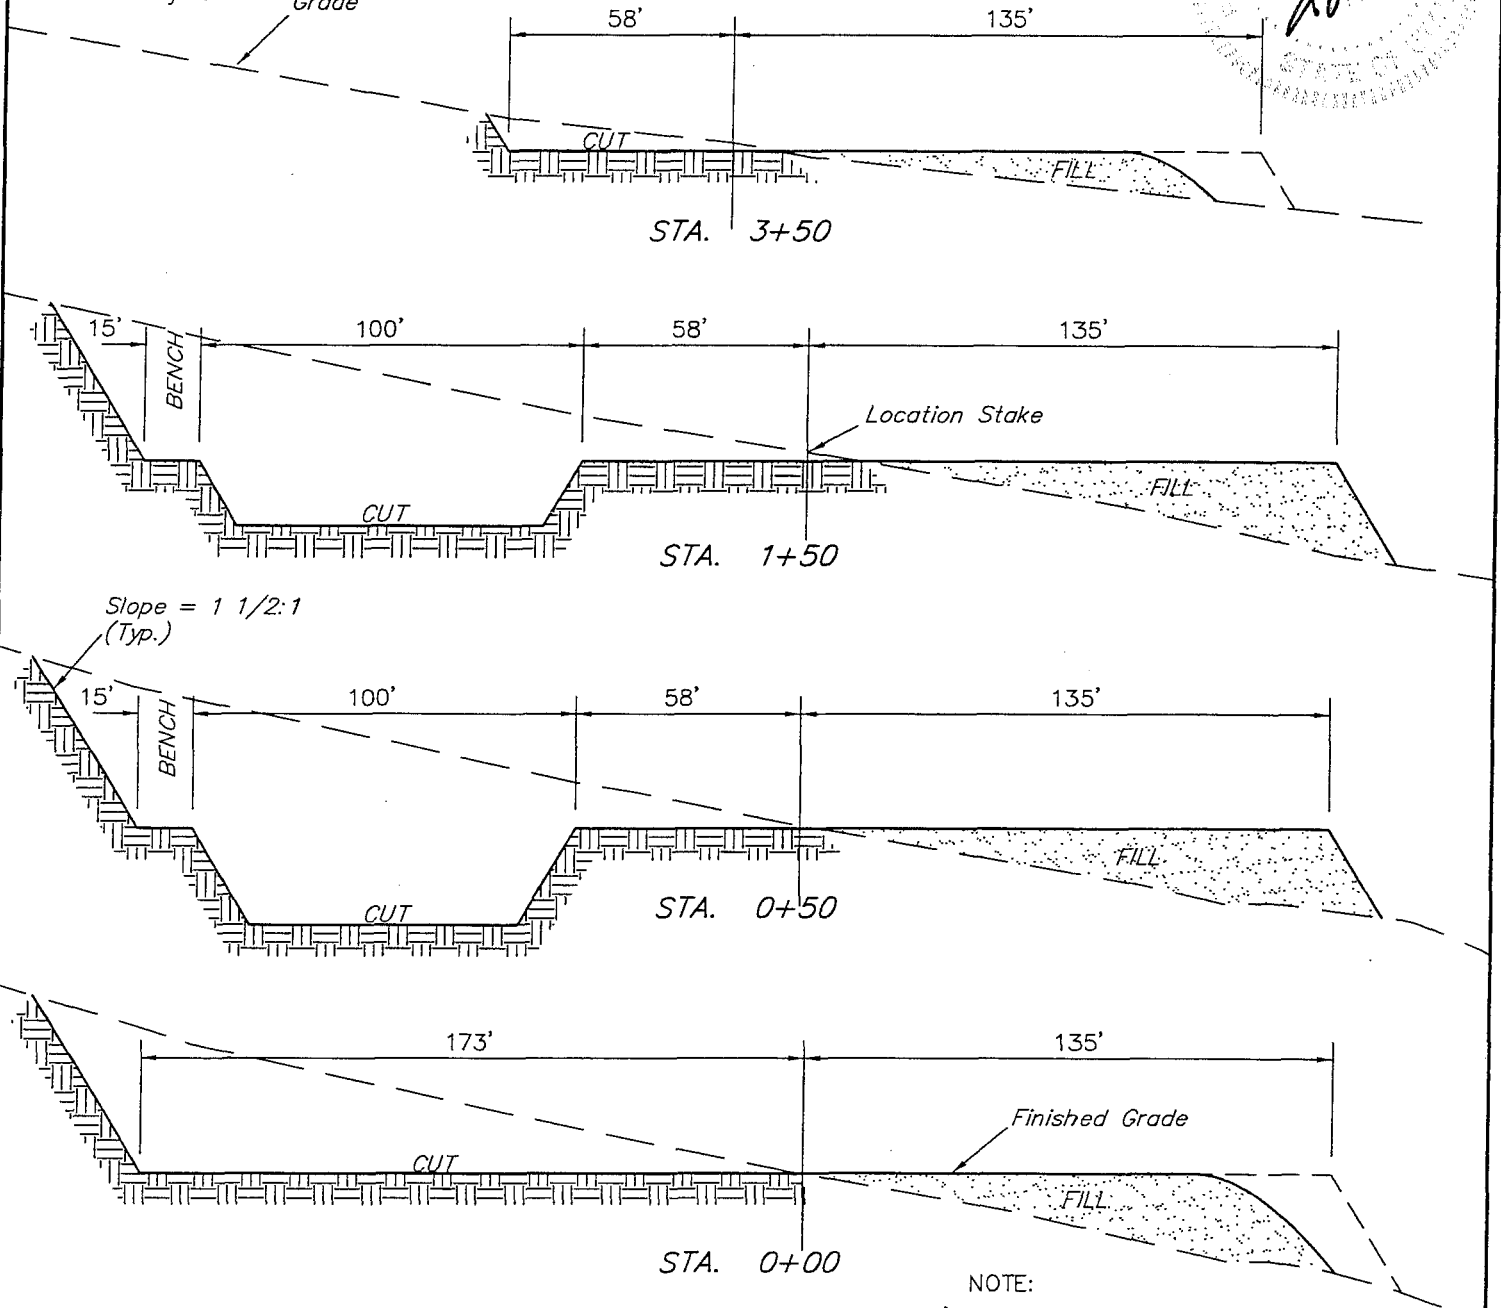 Grade
58'
135'
STATE OF
CUT
FILL
STA. 3+50
15'
BENCH
100'
58'
135'
Location Stake
CUT
FILL
STA. 1+50
Slope = 1 1/2:1
(Typ.)
15'
BENCH
100'
58'
135'
CUT
FILL
STA. 0+50
173'
135'
Finished Grade
CUT
FILL
STA. 0+00
NOTE: